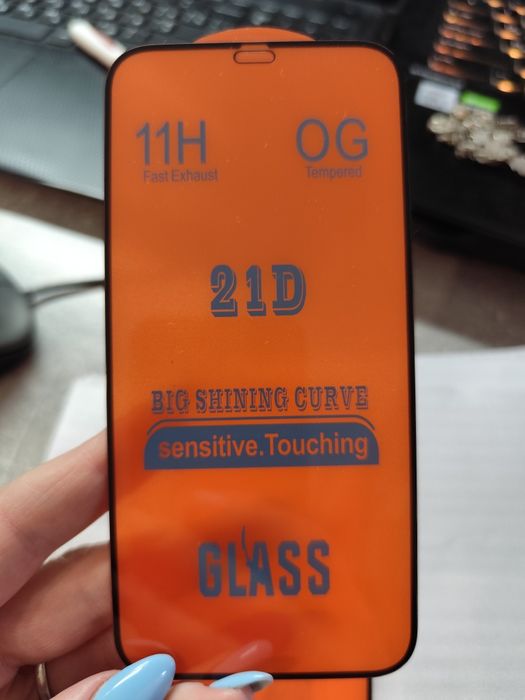 11H OG
Fast Exhaust Tempered
21D
BIG SHINING CURVE
sensitive.Touching
GLASS